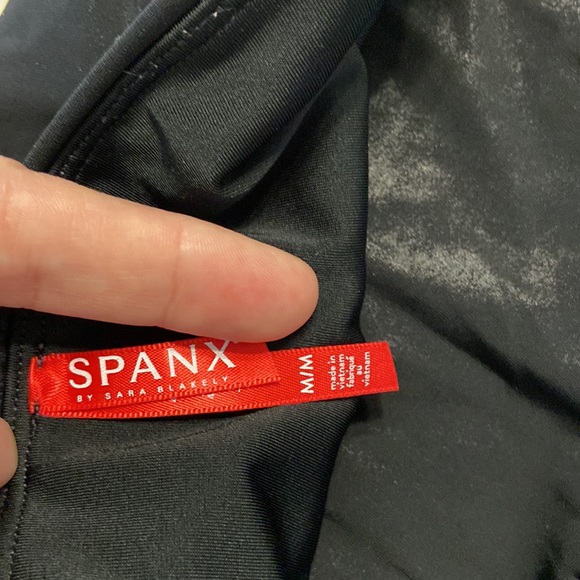 SPANX
BY SARA BLAKELY
M/M
made in
vietnam
fabriqué
au
vietnam